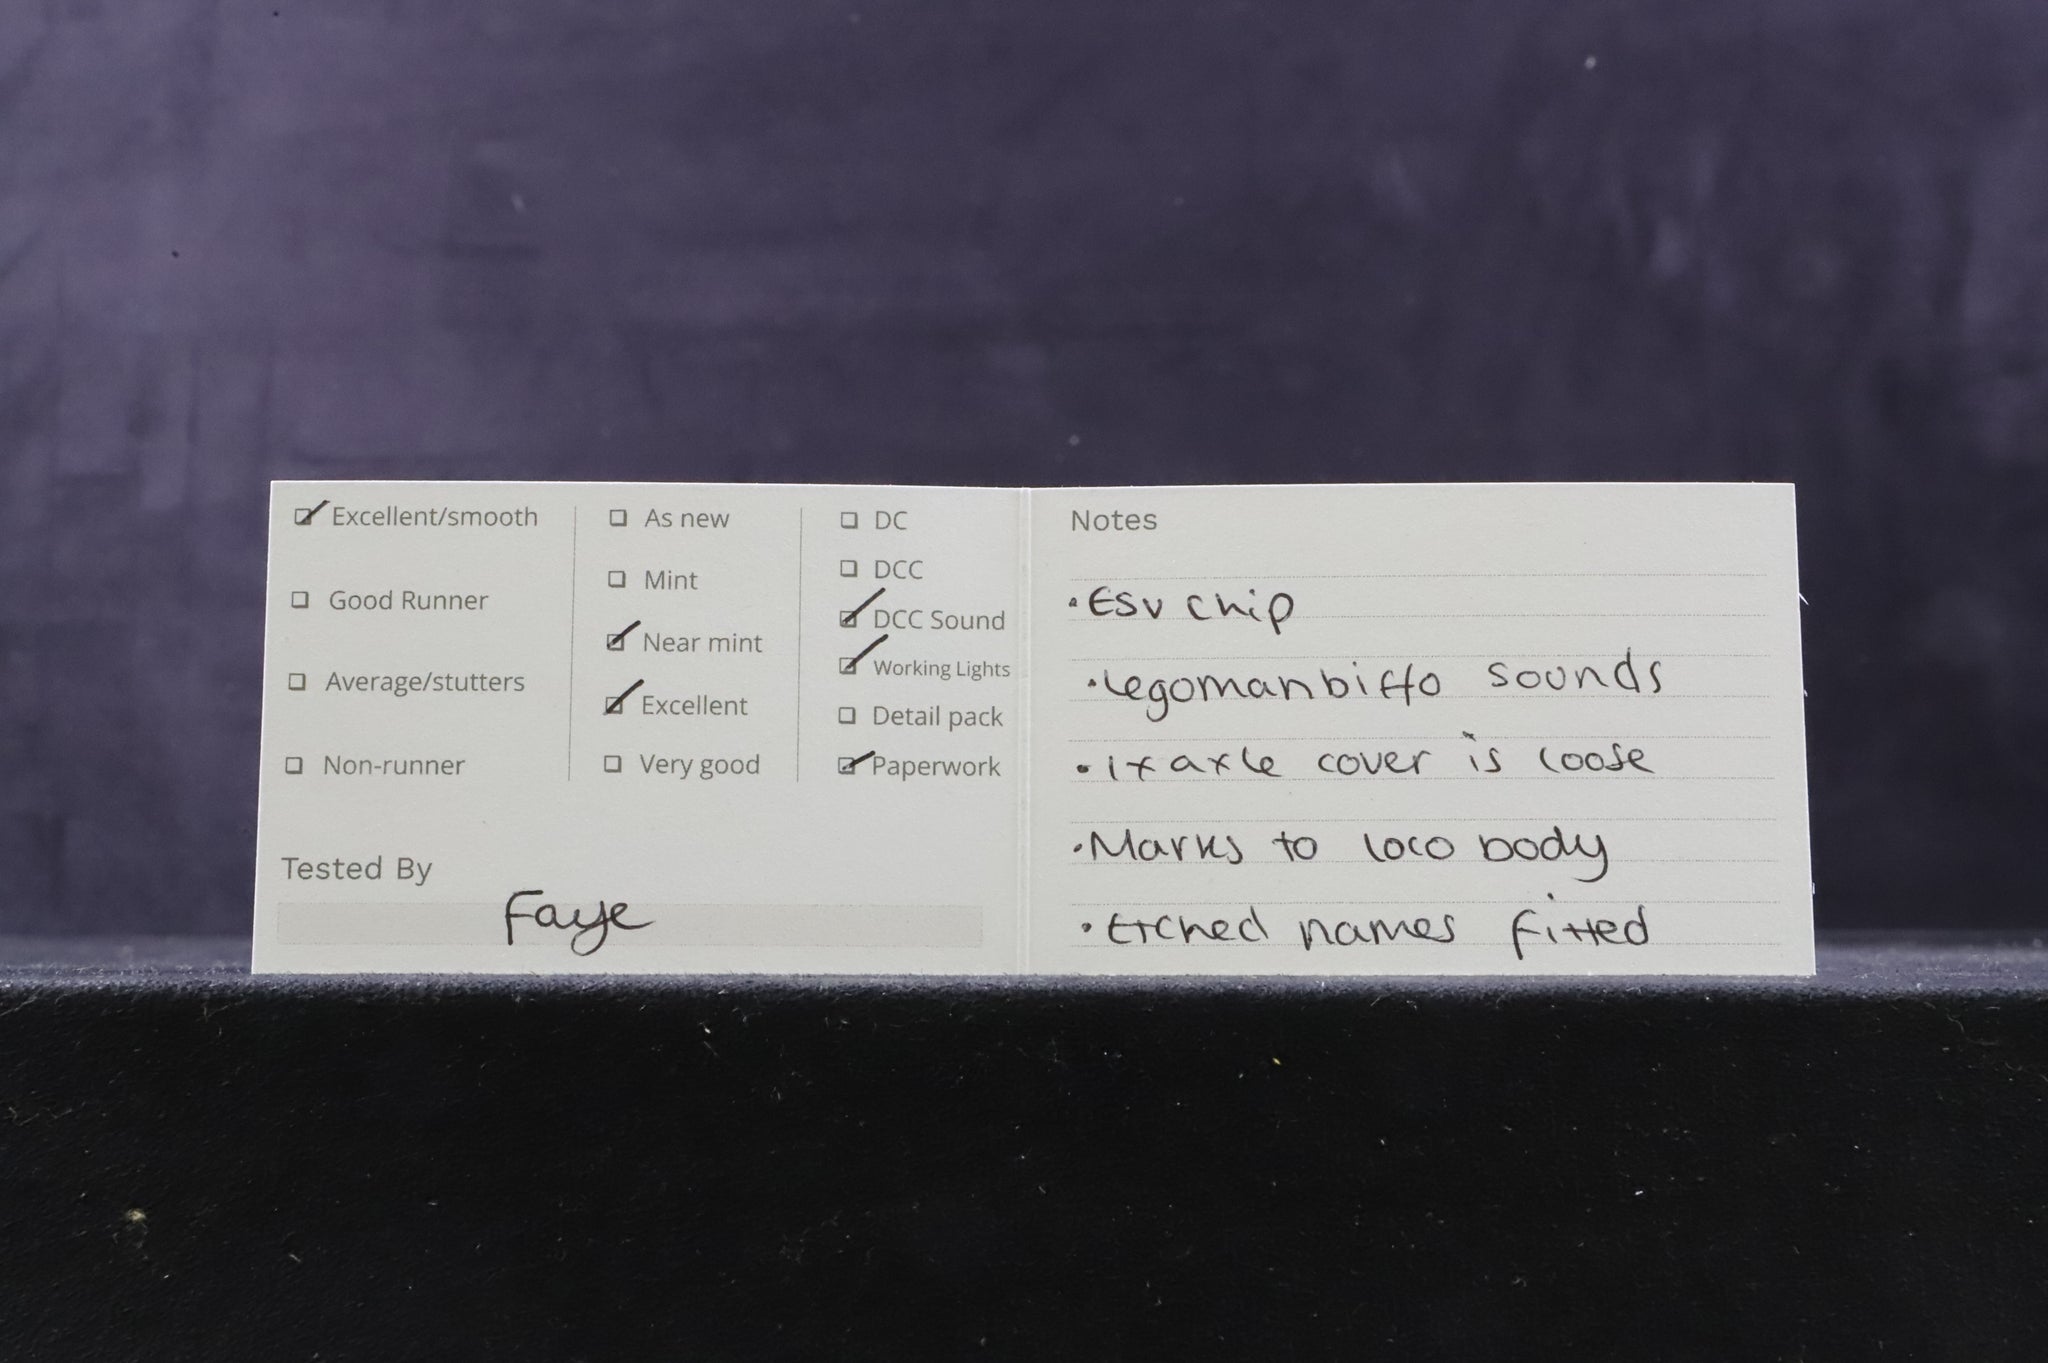 Excellent/smooth
Good Runner
Average/stutters
Non-runner
As new
Mint
Near mint
Excellent
Very good
DC
DCC
DCC Sound
Working Lights
Detail pack
Paperwork
Tested By
Faye
Notes
• ESU chip
• Legomanbiffo sounds
• 1x axle cover is loose
• Marks to loco body
• Etched names fitted